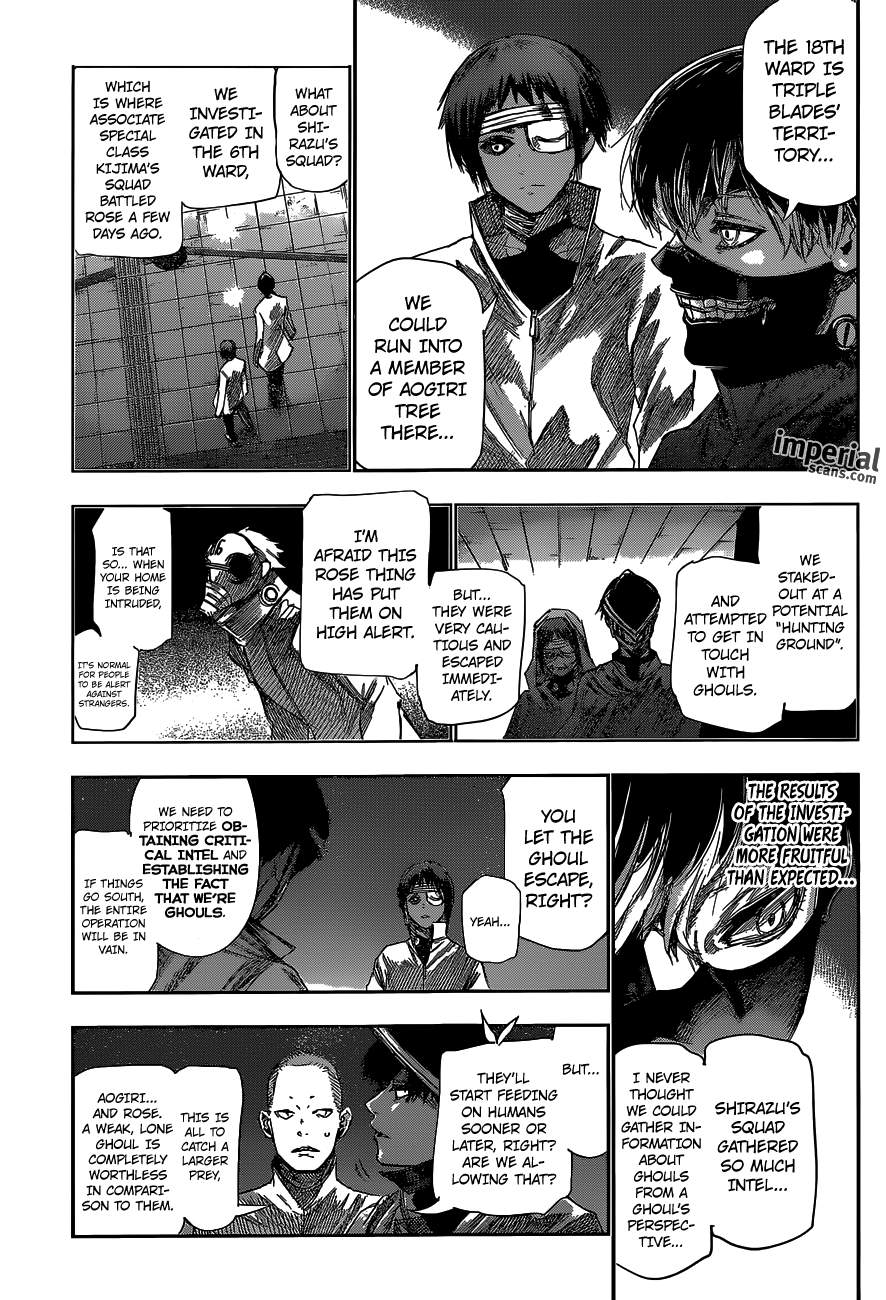 THE 18TH
WARD IS
TRIPLE
BLADES'
TERRI-
TORY...
WE
COULD
RUN INTO
A MEMBER
OF AOGIRI
TREE
THERE...
WHAT
ABOUT
SHI-
RAZU'S
SQUAD?
WE
INVESTI-
GATED IN
THE 6TH
WARD,
WHICH
IS WHERE
ASSOCIATE
SPECIAL
CLASS
KIJIMA'S
SQUAD
BATTLED
ROSE A FEW
DAYS AGO.
imperial
scans.com
WE
STAKED-
OUT AT A
POTENTIAL
"HUNTING
GROUND".
AND
ATTEMPTED
TO GET IN
TOUCH
WITH
GHOULS.
BUT...
THEY WERE
VERY CAU-
TIOUS AND
ESCAPED
IMMEDI-
ATELY.
I'M
AFRAID THIS
ROSE THING
HAS PUT
THEM ON
HIGH ALERT.
IS THAT
SO... WHEN
YOUR HOME
IS BEING
INTRUDED,
IT'S NORMAL
FOR PEOPLE
TO BE ALERT
AGAINST
STRANGERS.
THE RESULTS
OF THE INVESTI-
GATION WERE
MORE FRUITFUL
THAN EXPECTED...
SHIRAZU'S
SQUAD
GATHERED
SO MUCH
INTEL...
I NEVER
THOUGHT
WE COULD
GATHER IN-
FORMATION
ABOUT
GHOULS
FROM A
GHOUL'S
PERSPEC-
TIVE...
YOU
LET THE
GHOUL
ESCAPE,
RIGHT?
YEAH...
WE NEED TO
PRIORITIZE OB-
TAINING CRITI-
CAL INTEL AND
ESTABLISHING
THE FACT
THAT WE'RE
GHOULS.
IF THINGS
GO SOUTH,
THE ENTIRE
OPERATION
WILL BE IN
VAIN.
BUT...
THEY'LL
START FEEDING
ON HUMANS
SOONER OR
LATER, RIGHT?
ARE WE AL-
LOWING THAT?
THIS IS
ALL TO
CATCH A
LARGER
PREY,
AOGIRI...
AND ROSE.
A WEAK, LONE
GHOUL IS
COMPLETELY
WORTHLESS
IN COMPARI-
SON TO THEM.